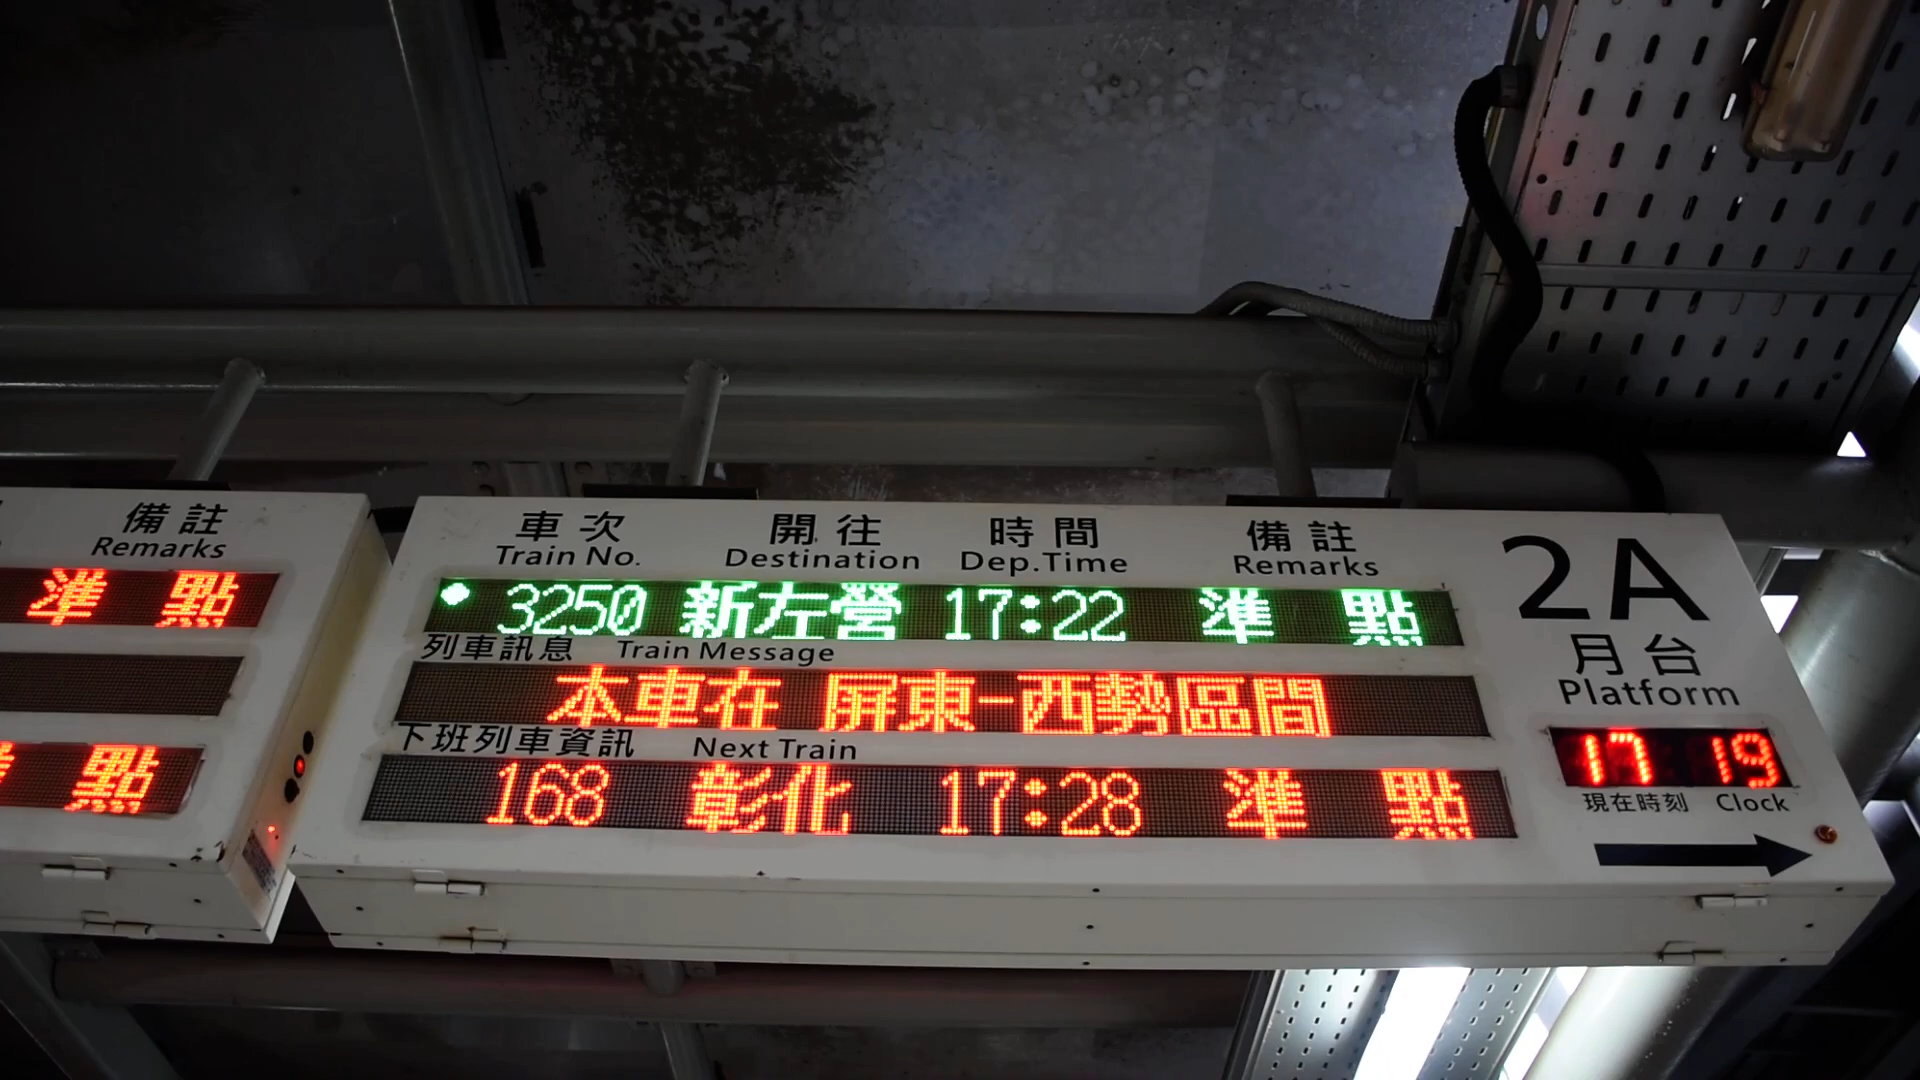 備註
Remarks
準 點
點
車次 開往 時間 備註
Train No. Destination Dep.Time Remarks
3250 新左營 17:22 準 點
列車訊息 Train Message
本車在 屏東-西勢區間
下班列車資訊 Next Train
168 彰化 17:28 準 點
2A
月台
Platform
17 19
現在時刻 Clock